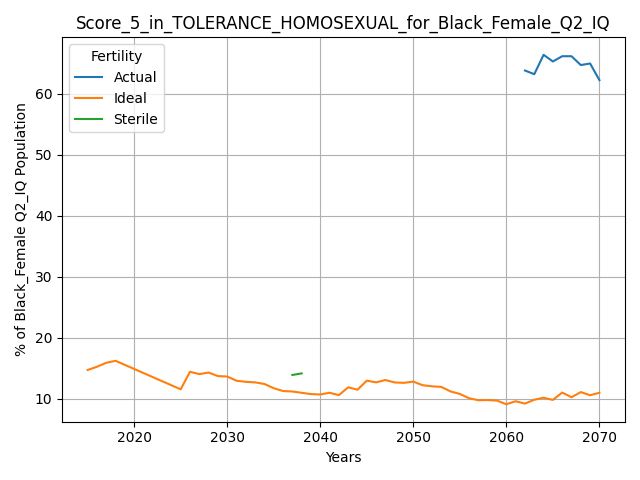 Score_5_in_TOLERANCE_HOMOSEXUAL_for_Black_Female_Q2_IQ
Fertility
Actual
Ideal
Sterile
% of Black_Female Q2_IQ Population
60
50
40
30
20
10
2020 2030 2040 2050 2060 2070
Years